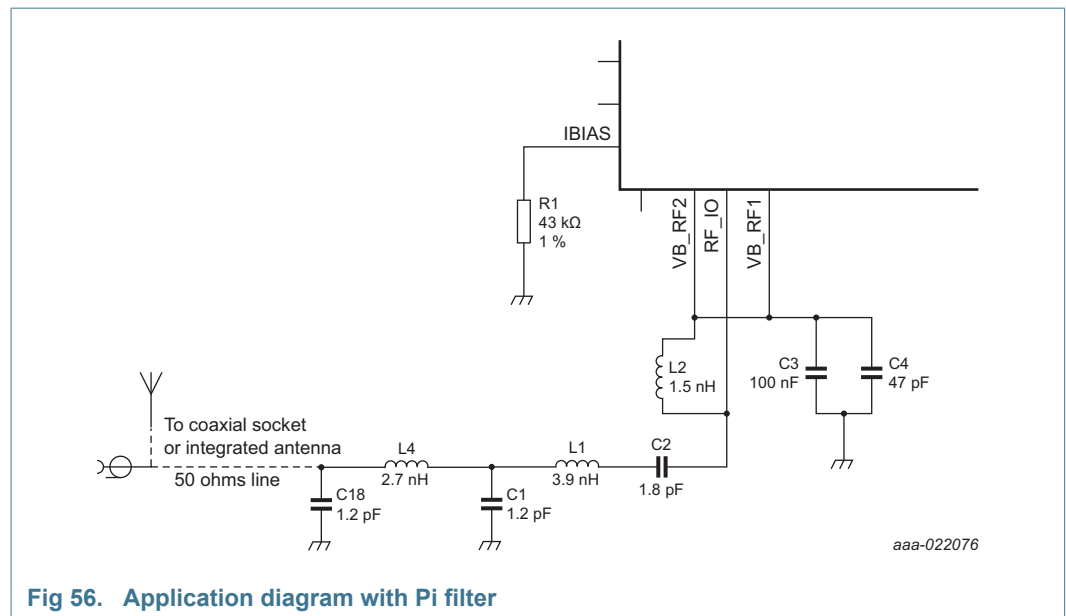 IBIAS
R1
43 kΩ
1 %
VB_RF2
RF_IO
VB_RF1
L2
1.5 nH
C3
100 nF
C4
47 pF
To coaxial socket
or integrated antenna
50 ohms line
L4
2.7 nH
L1
3.9 nH
C2
1.8 pF
C18
1.2 pF
C1
1.2 pF
aaa-022076
Fig 56. Application diagram with Pi filter